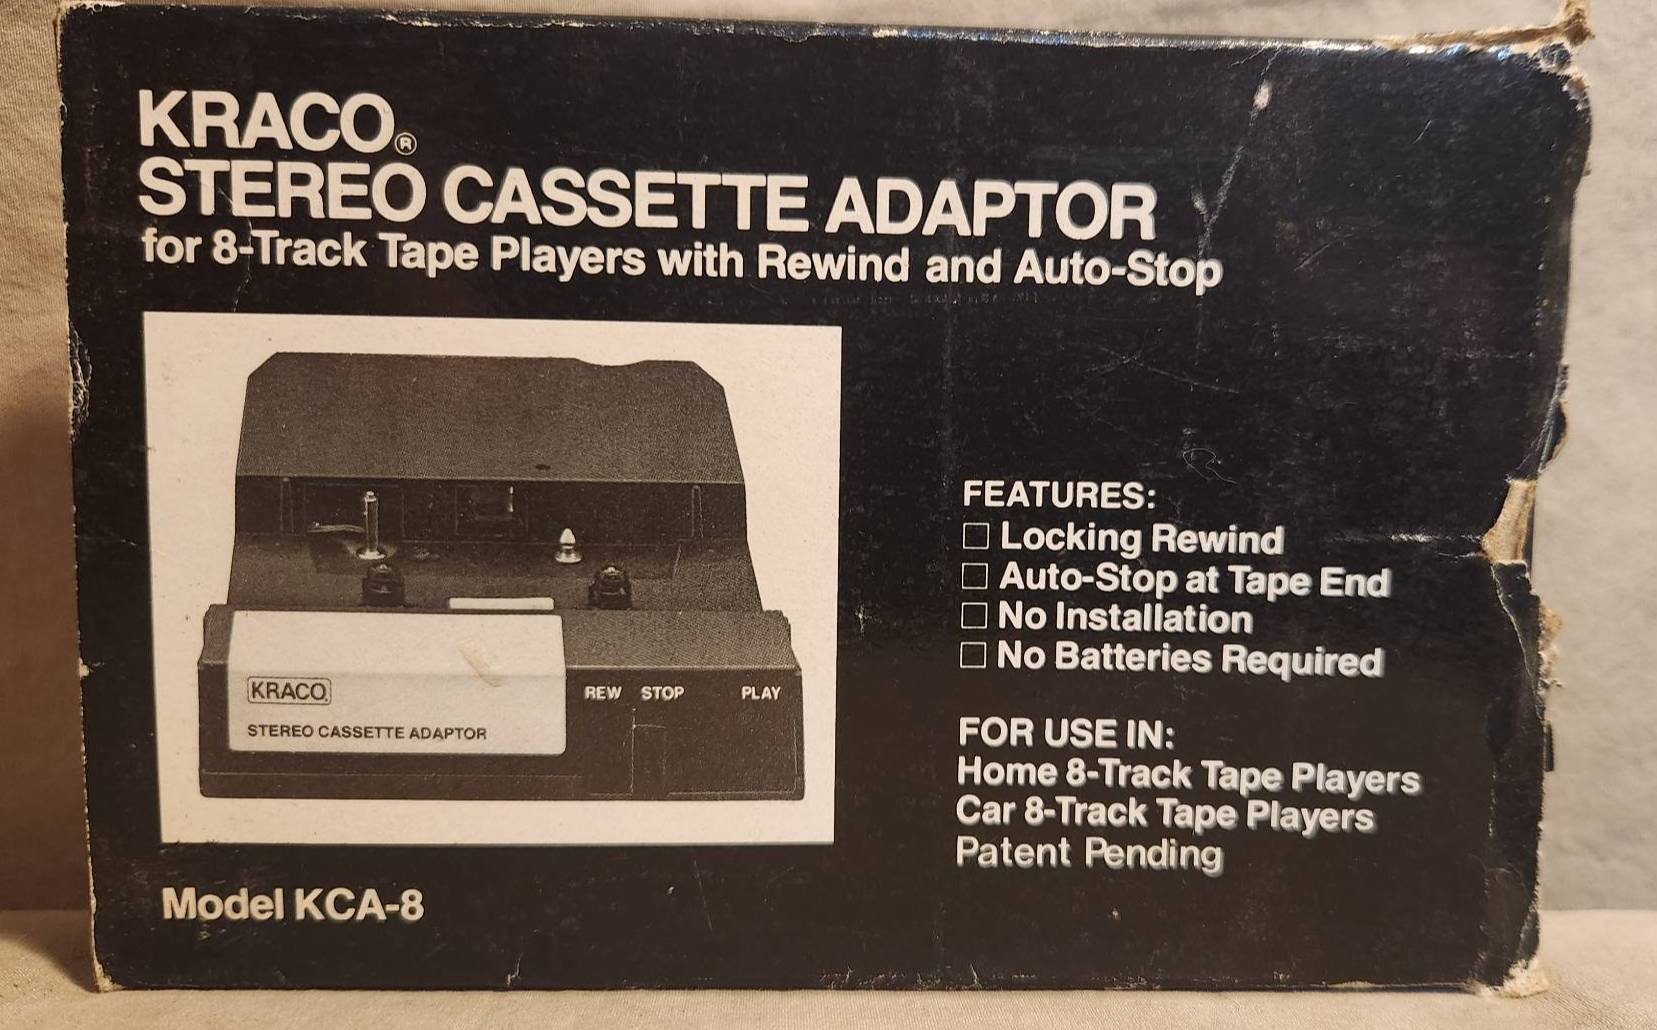 KRACO®
STEREO CASSETTE ADAPTOR
for 8-Track Tape Players with Rewind and Auto-Stop
KRACO
STEREO CASSETTE ADAPTOR
REW STOP PLAY
Model KCA-8
FEATURES:
□ Locking Rewind
□ Auto-Stop at Tape End
□ No Installation
□ No Batteries Required
FOR USE IN:
Home 8-Track Tape Players
Car 8-Track Tape Players
Patent Pending